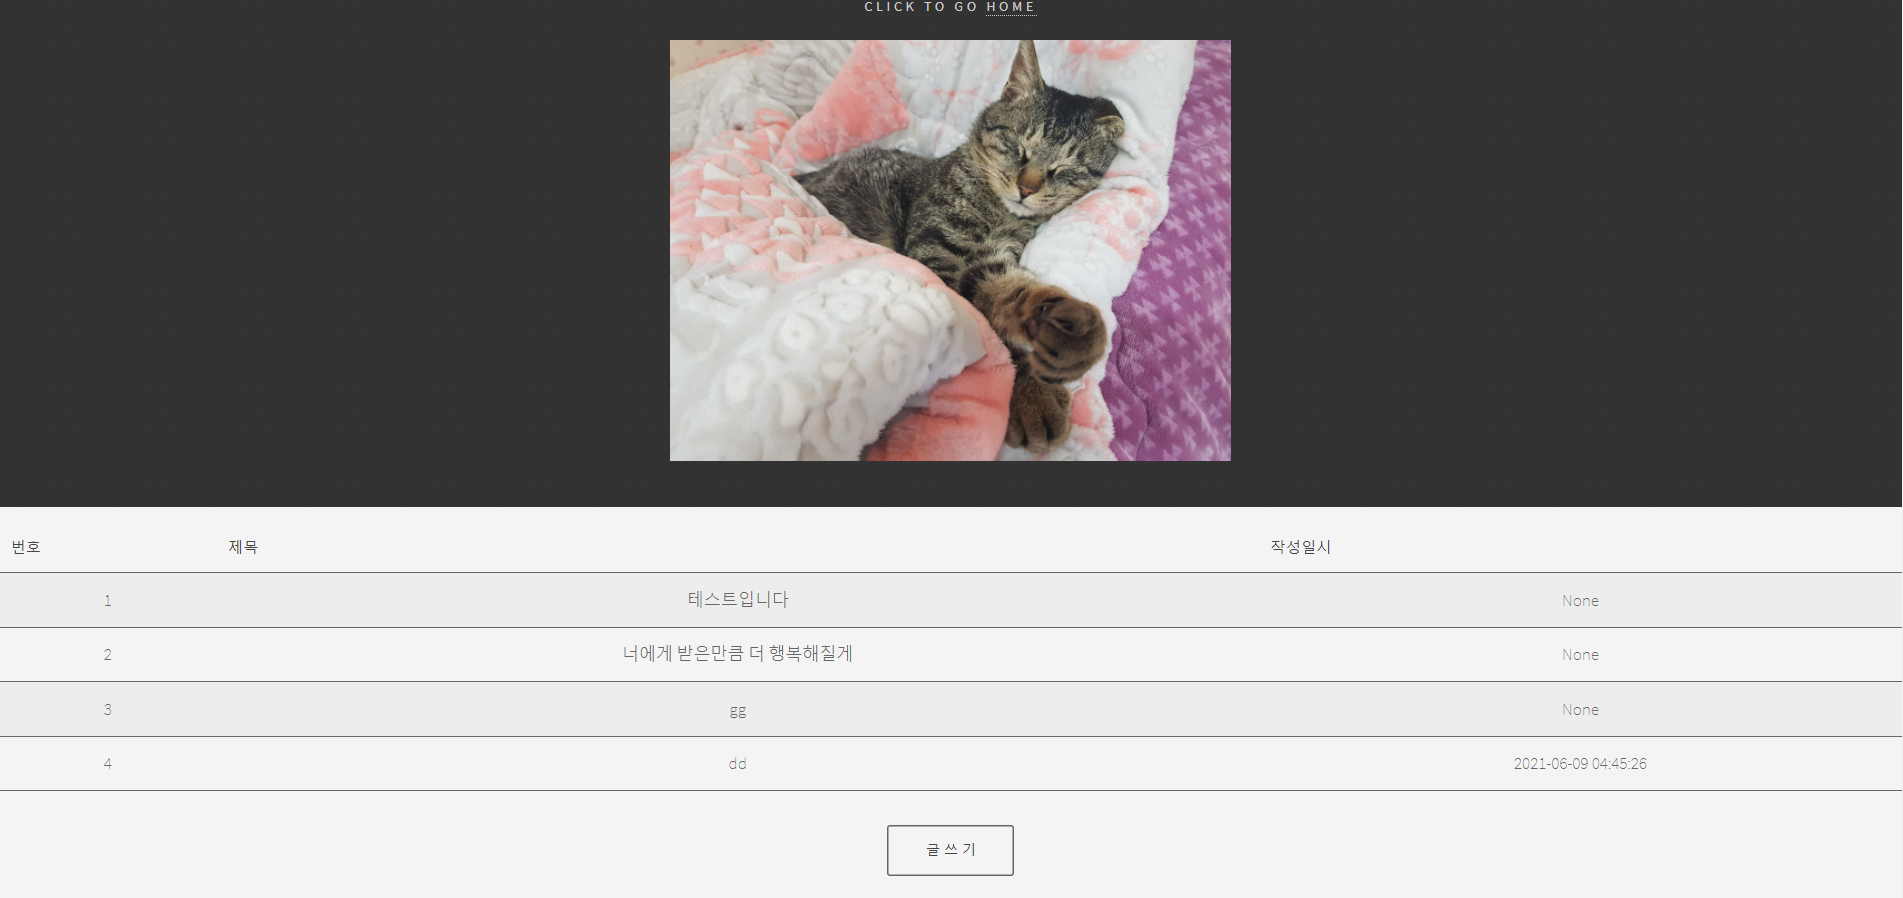 CLICK TO GO HOME
번호 제목 작성일시
1 테스트입니다 None
2 너에게 받은만큼 더 행복해질게 None
3 gg None
4 dd 2021-06-09 04:45:26
글쓰기